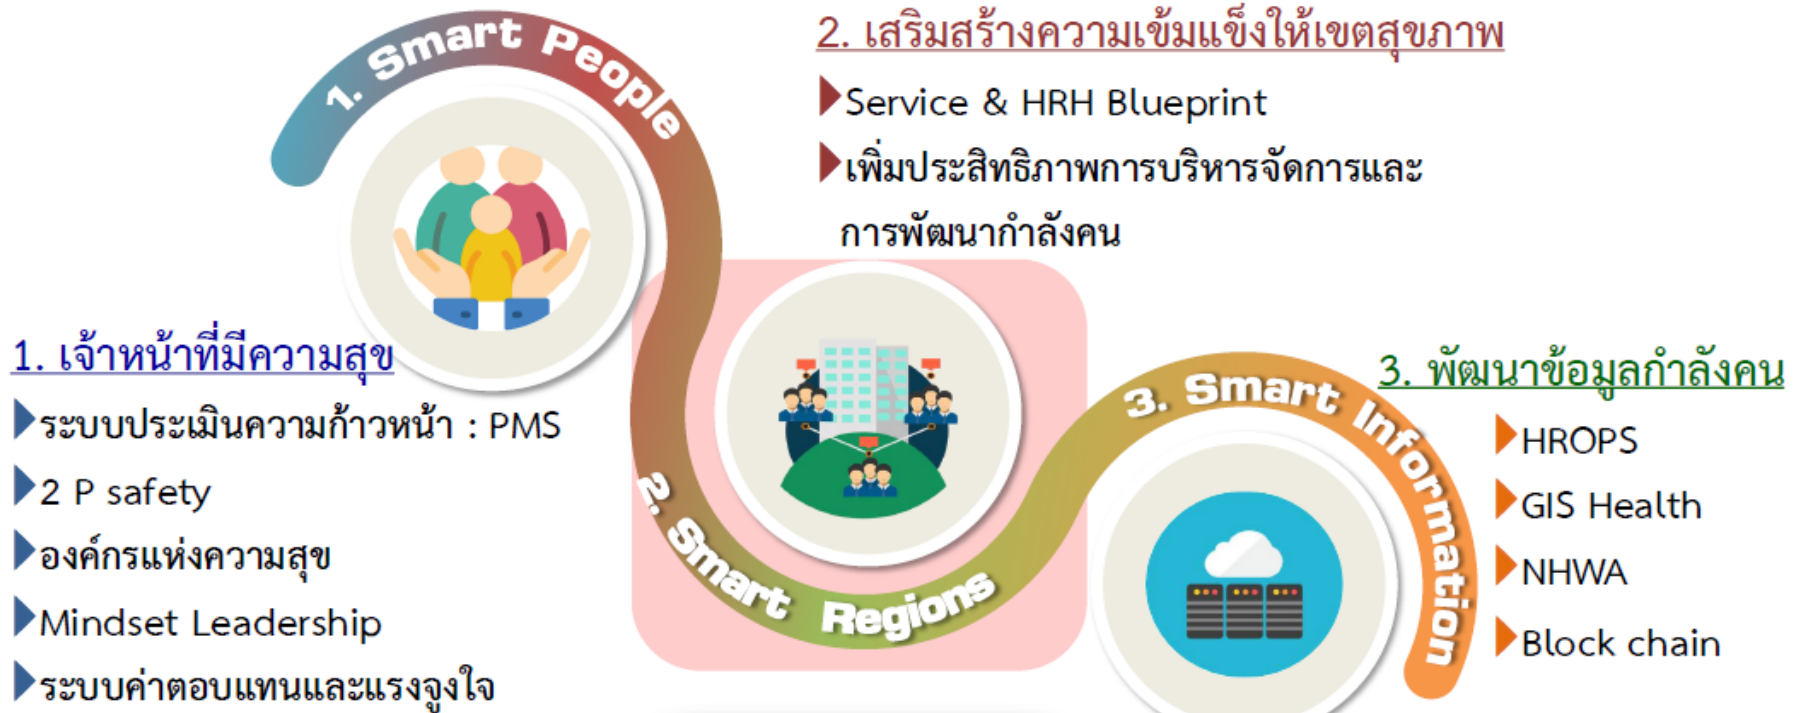 1. Smart People
1. เจ้าหน้าที่มีความสุข
ระบบประเมินความก้าวหน้า : PMS
2 P safety
องค์กรแห่งความสุข
Mindset Leadership
ระบบค่าตอบแทนและแรงจูงใจ
2. เสริมสร้างความเข้มแข็งให้เขตสุขภาพ
Service & HRH Blueprint
เพิ่มประสิทธิภาพการบริหารจัดการและ
การพัฒนากำลังคน
2. Smart Regions
3. Smart Information
3. พัฒนาข้อมูลกำลังคน
HROPS
GIS Health
NHWA
Block chain